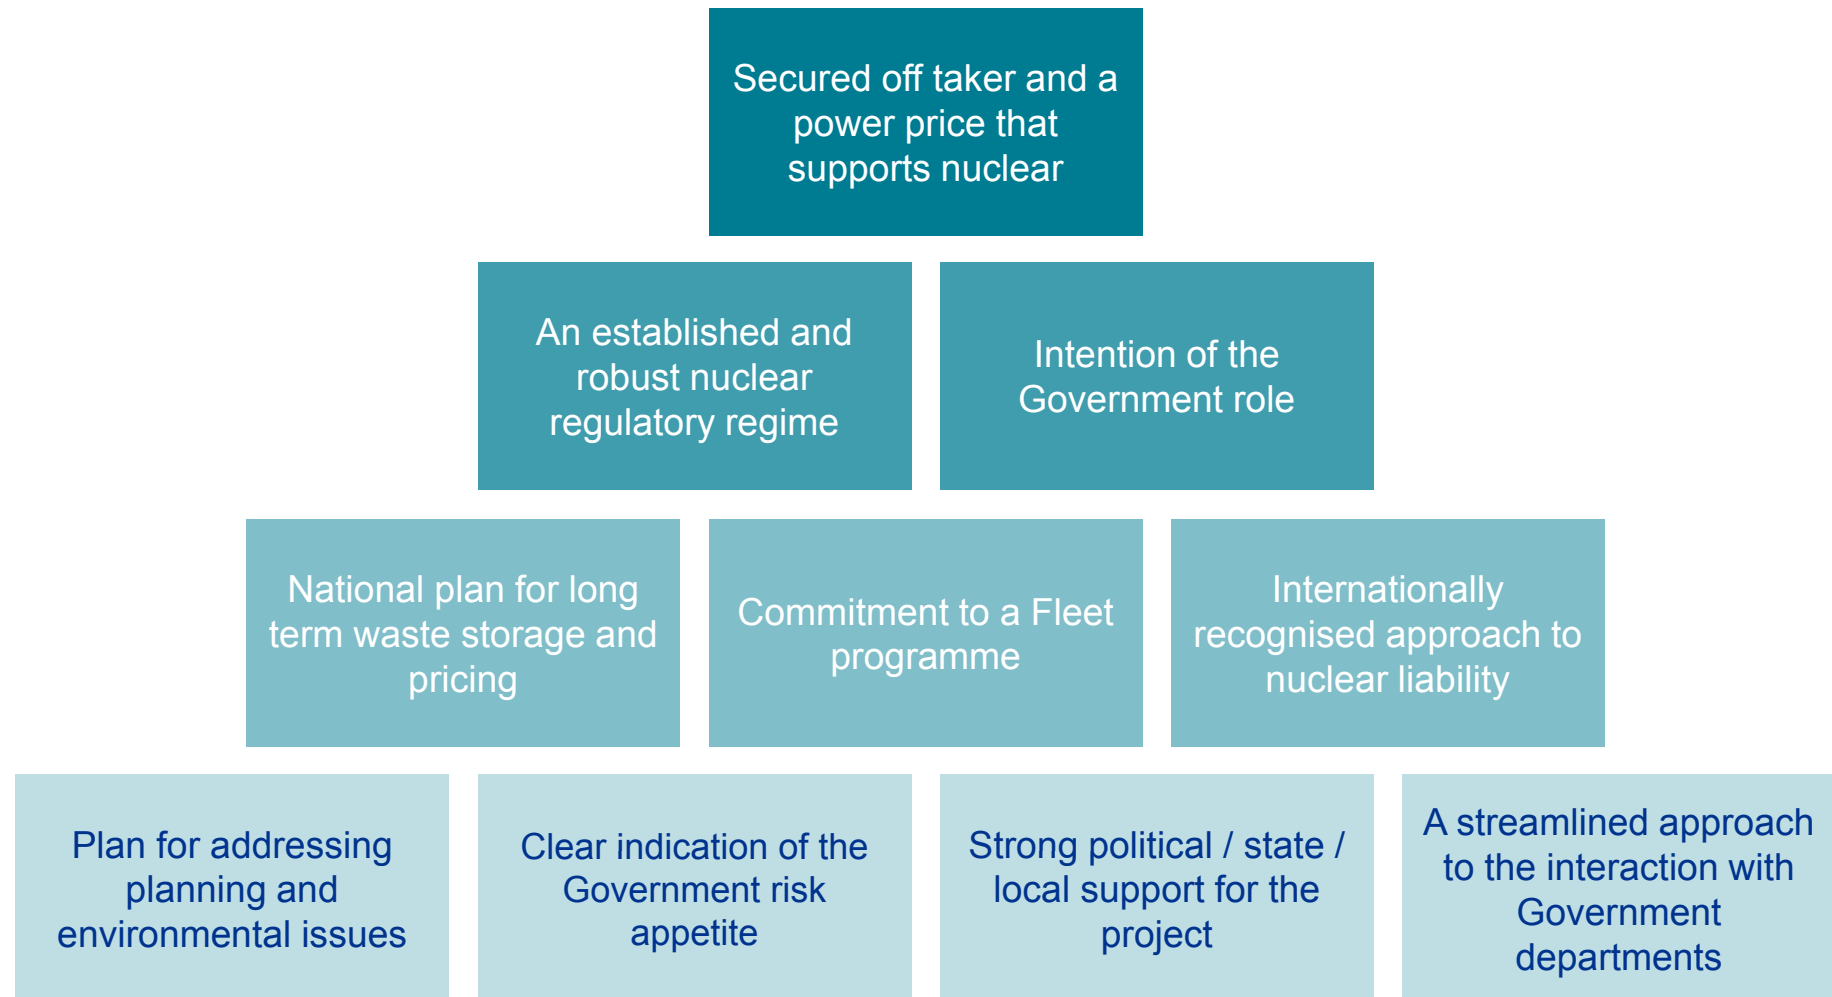 Secured off taker and a
power price that
supports nuclear
An established and
robust nuclear
regulatory regime
Intention of the
Government role
National plan for long
term waste storage and
pricing
Commitment to a Fleet
programme
Internationally
recognised approach to
nuclear liability
Plan for addressing
planning and
environmental issues
Clear indication of the
Government risk
appetite
Strong political / state /
local support for the
project
A streamlined approach
to the interaction with
Government
departments